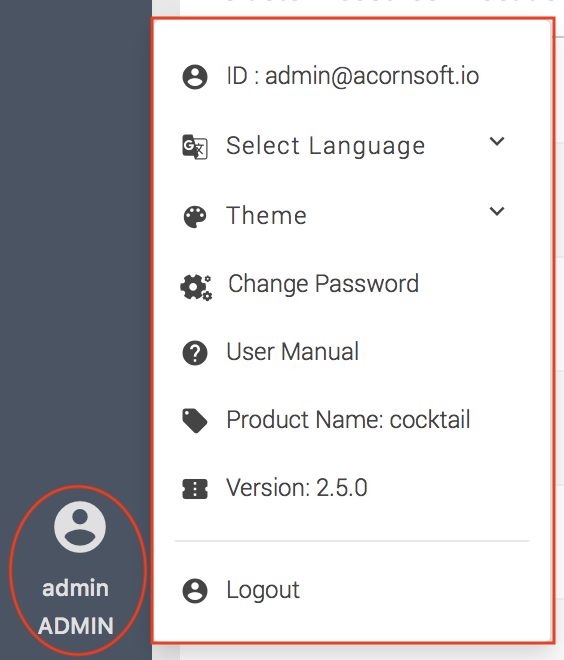 ID : admin@acornsoft.io
Select Language
Theme
Change Password
User Manual
Product Name: cocktail
Version: 2.5.0
Logout
admin
ADMIN